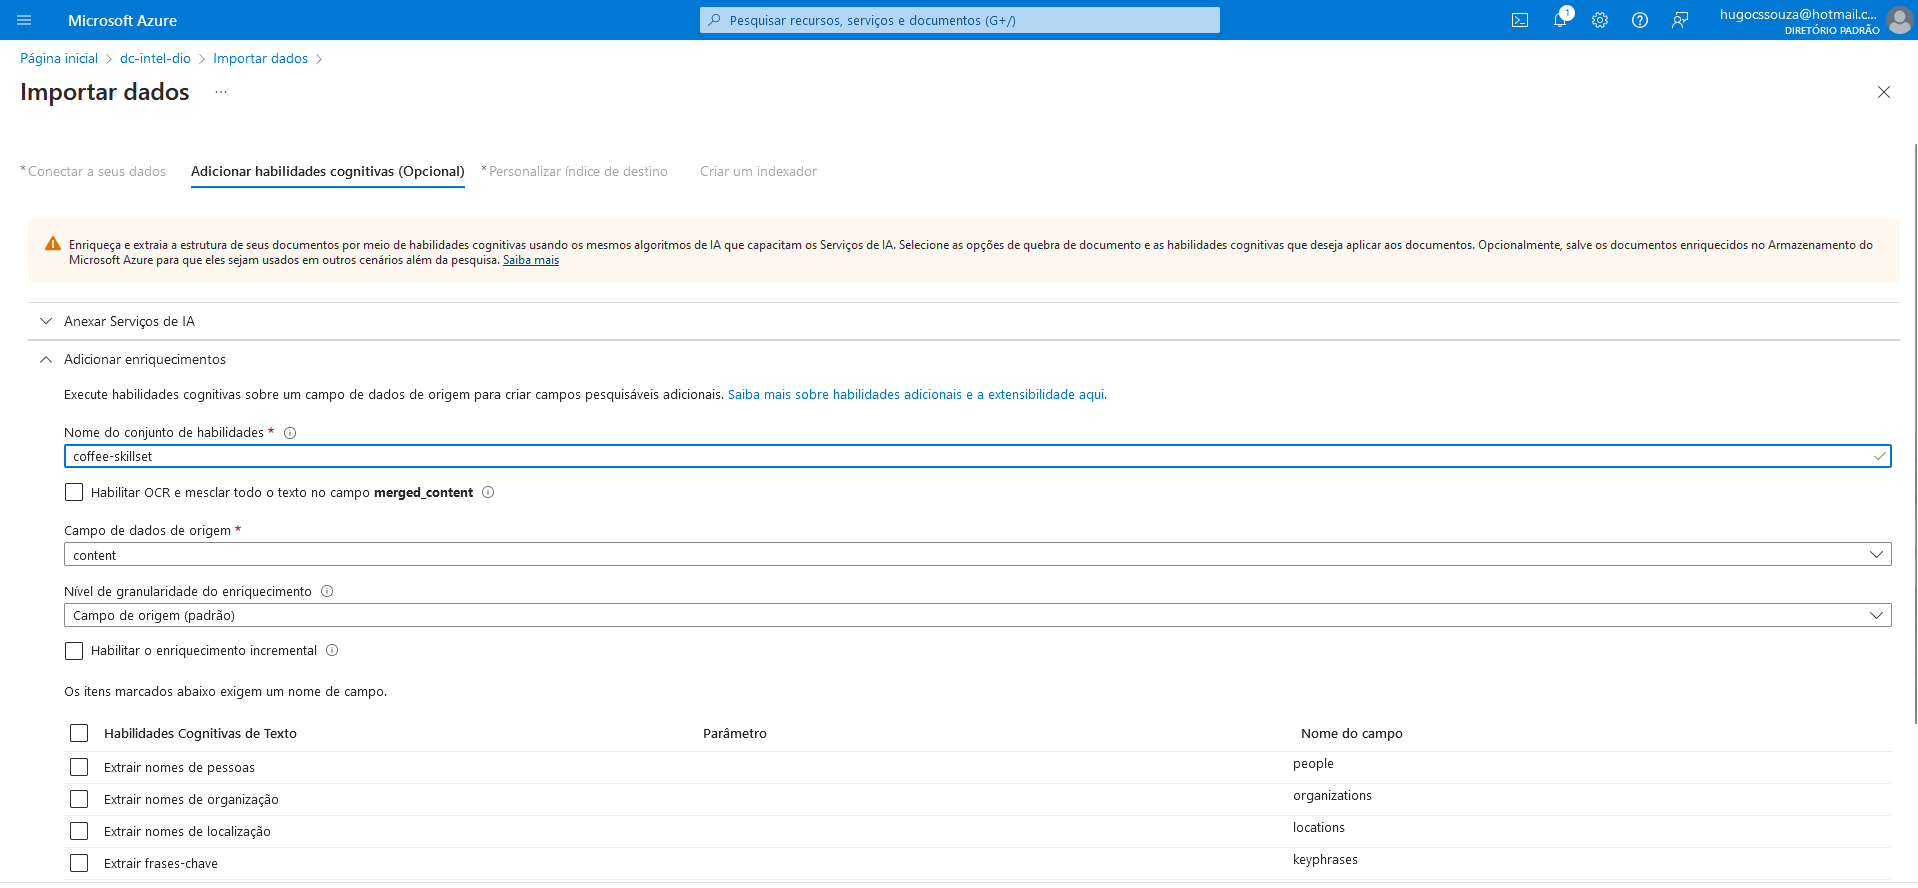 Microsoft Azure
Pesquisar recursos, serviços e documentos (G+/)
1
hugocssouza@hotmail.c...
DIRETÓRIO PADRÃO
Página inicial > dc-intel-dio > Importar dados >
Importar dados ...
* Conectar a seus dados
Adicionar habilidades cognitivas (Opcional)
* Personalizar índice de destino
Criar um indexador
Enriqueça e extraia a estrutura de seus documentos por meio de habilidades cognitivas usando os mesmos algoritmos de IA que capacitam os Serviços de IA. Selecione as opções de quebra de documento e as habilidades cognitivas que deseja aplicar aos documentos. Opcionalmente, salve os documentos enriquecidos no Armazenamento do
Microsoft Azure para que eles sejam usados em outros cenários além da pesquisa. Saiba mais
Anexar Serviços de IA
Adicionar enriquecimentos
Execute habilidades cognitivas sobre um campo de dados de origem para criar campos pesquisáveis adicionais. Saiba mais sobre habilidades adicionais e a extensibilidade aqui.
Nome do conjunto de habilidades *
coffee-skillset
Habilitar OCR e mesclar todo o texto no campo merged_content
Campo de dados de origem *
content
Nível de granularidade do enriquecimento
Campo de origem (padrão)
Habilitar o enriquecimento incremental
Os itens marcados abaixo exigem um nome de campo.
Habilidades Cognitivas de Texto Parâmetro Nome do campo
Extrair nomes de pessoas people
Extrair nomes de organização organizations
Extrair nomes de localização locations
Extrair frases-chave keyphrases